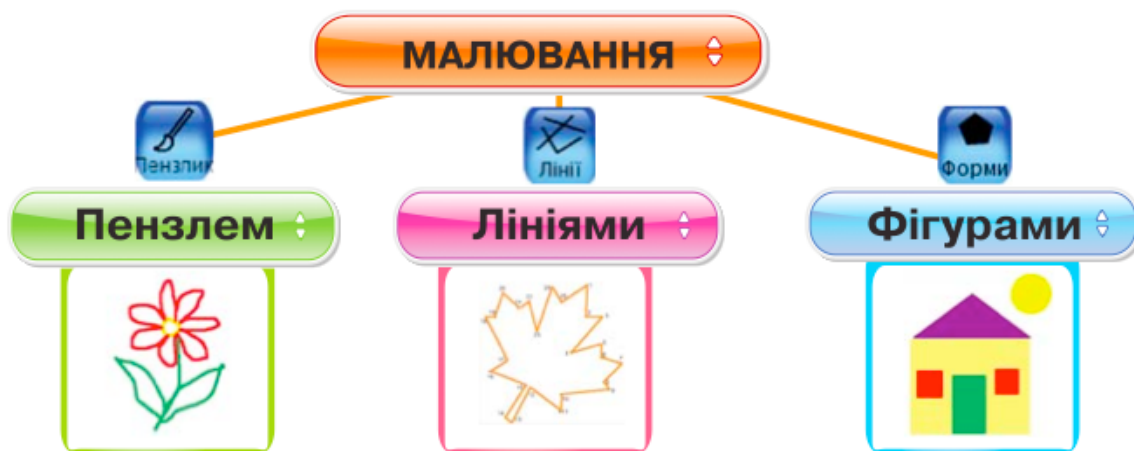 МАЛЮВАННЯ
Пензлик
Лінії
Форми
Пензлем
Лініями
Фігурами